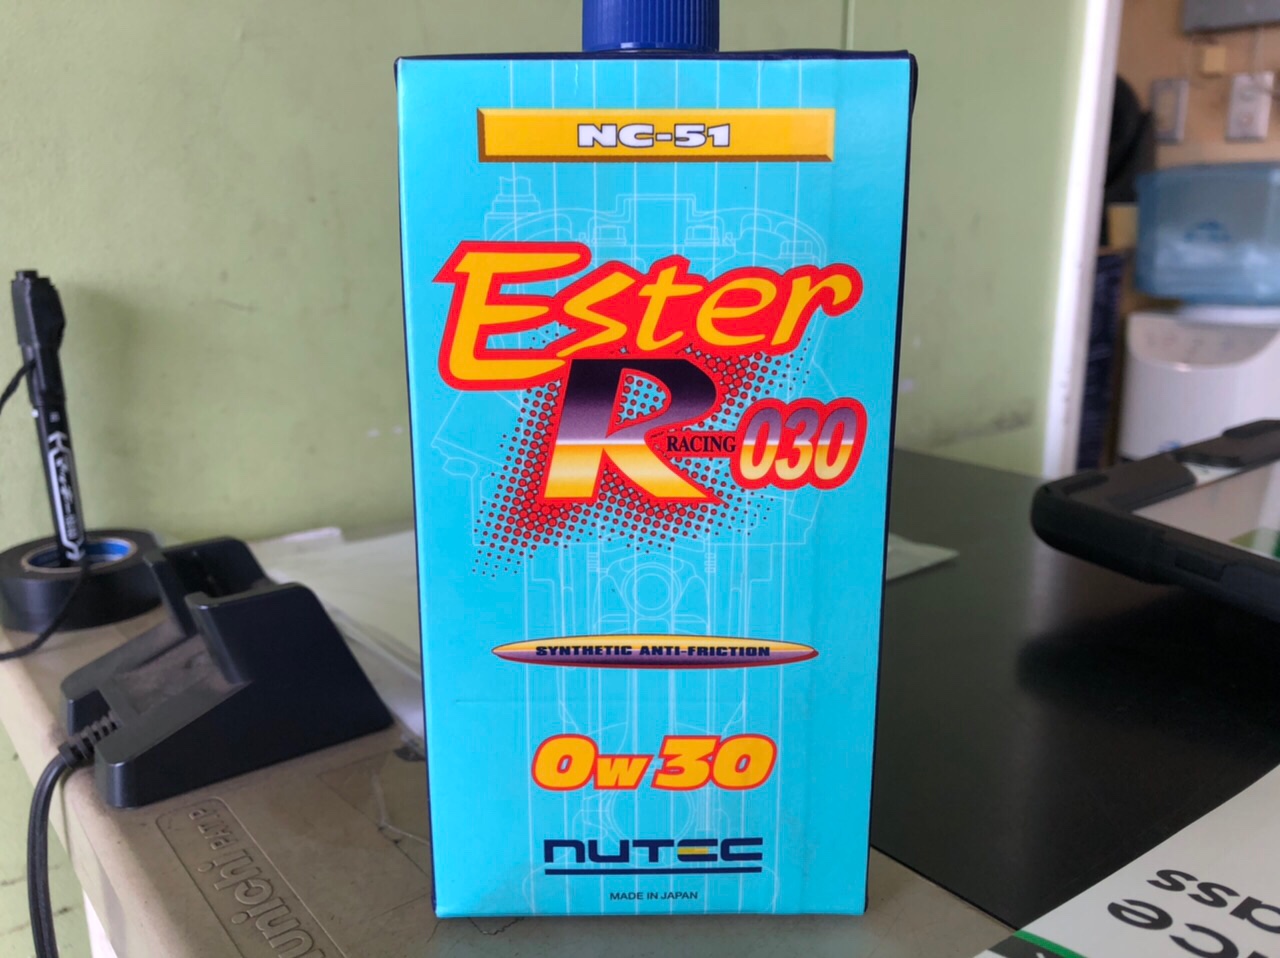 NC-51
Ester
R
RACING
030
SYNTHETIC ANTI-FRICTION
0w30
NUTEC
MADE IN JAPAN